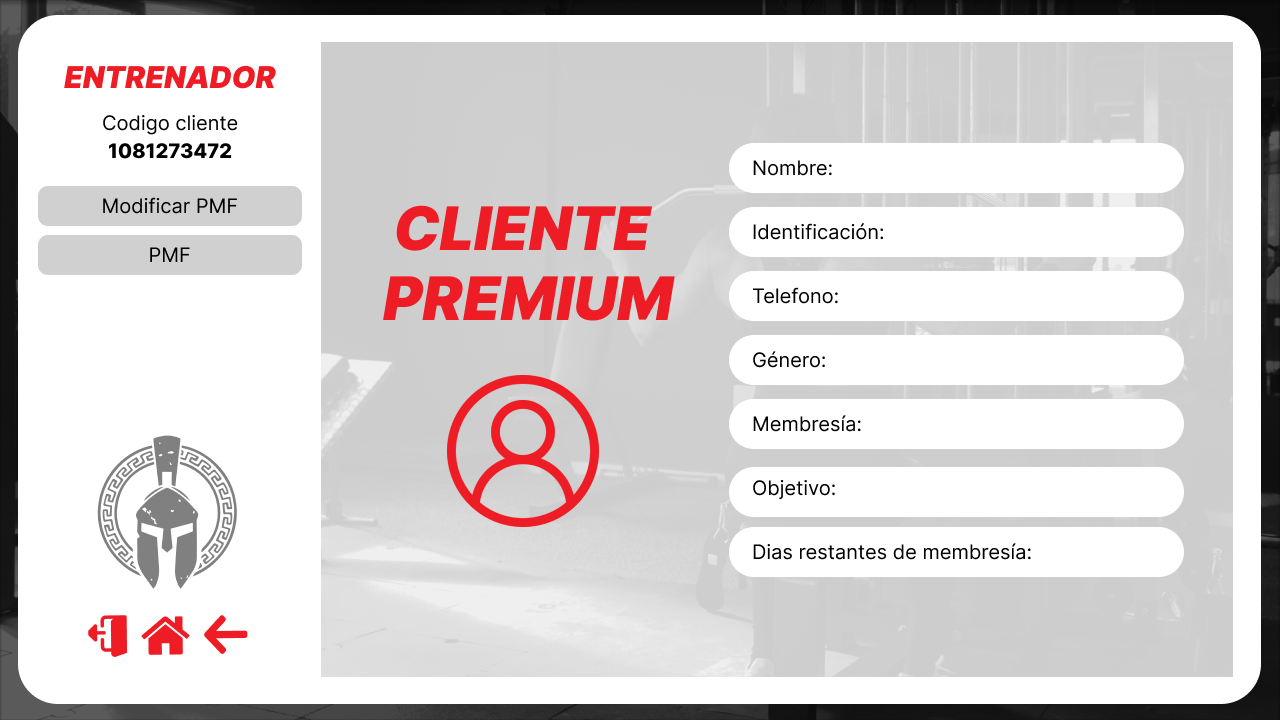 ENTRENADOR
Codigo cliente
1081273472
Modificar PMF
PMF
CLIENTE
PREMIUM
Nombre:
Identificación:
Telefono:
Género:
Membresía:
Objetivo:
Dias restantes de membresía: